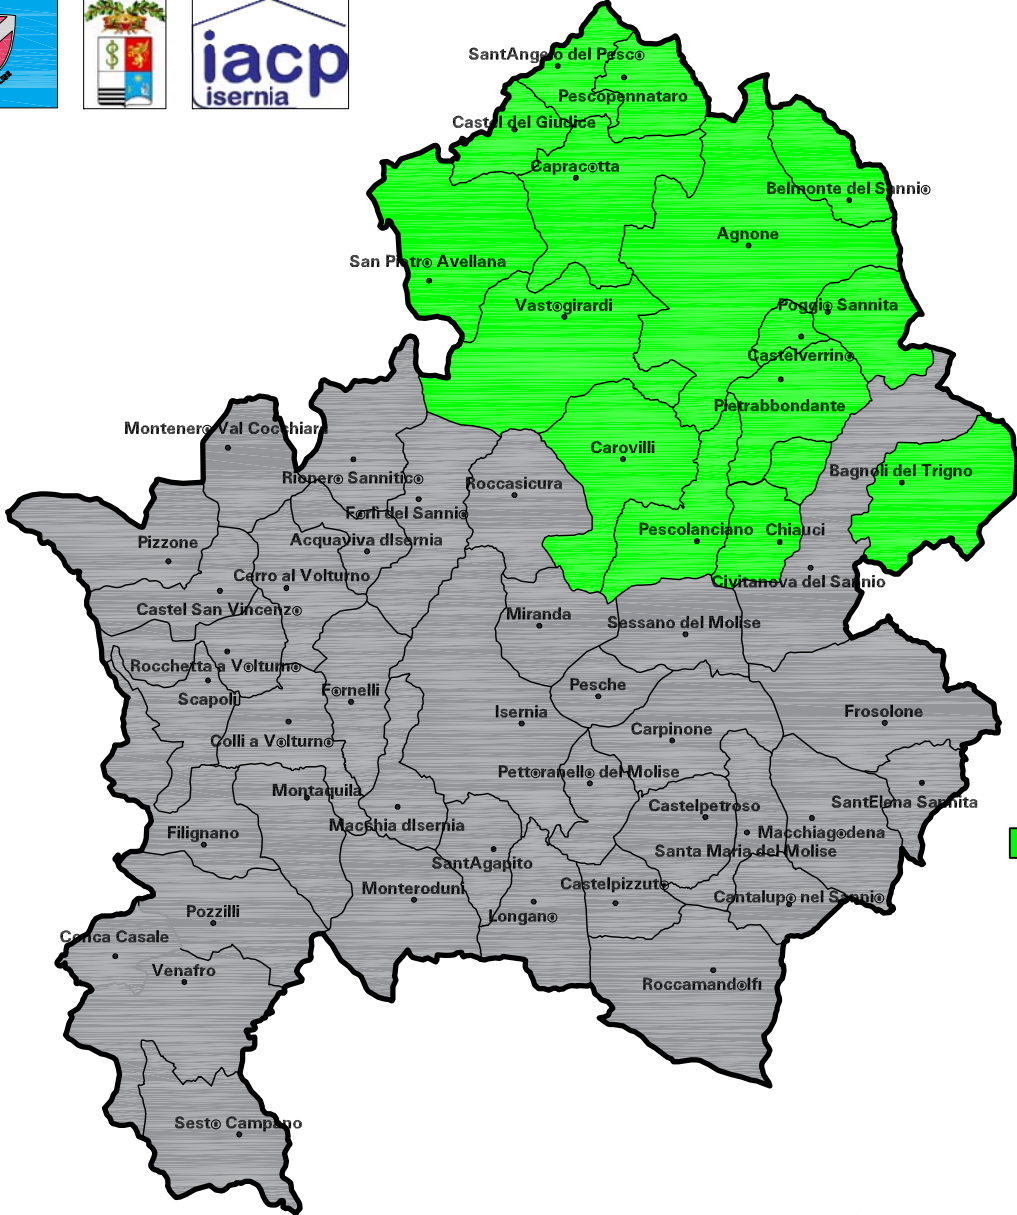 iacp
isernia
SantAngelo del Pesco
Pescopennataro
Castel del Giudice
Capracotta
Belmonte del Sannio
Agnone
San Pietro Avellana
Vastogirardi
Poggio Sannita
Castelverrino
Pietrabbondante
Montenero Val Cocchiara
Carovilli
Bagnoli del Trigno
Rionero Sannitico
Roccasicura
Forli del Sannio
Pescolanciano
Chiauci
Acquaviva dIsernia
Pizzone
Cerro al Volturno
Civitanova del Sannio
Castel San Vincenzo
Miranda
Sessano del Molise
Rocchetta a Volturno
Pesche
Fornelli
Scapoli
Isernia
Frosolone
Carpinone
Colli a Volturno
Pettoranello del Molise
Montaquila
SantElena Sannita
Castelpetroso
Macchia dIsernia
Macchiagodena
Filignano
Santa Maria del Molise
SantAgapito
Castelpizzuto
Monteroduni
Cantalupo nel Sannio
Pozzilli
Longano
Conca Casale
Venafro
Roccamandolfi
Sesto Campano